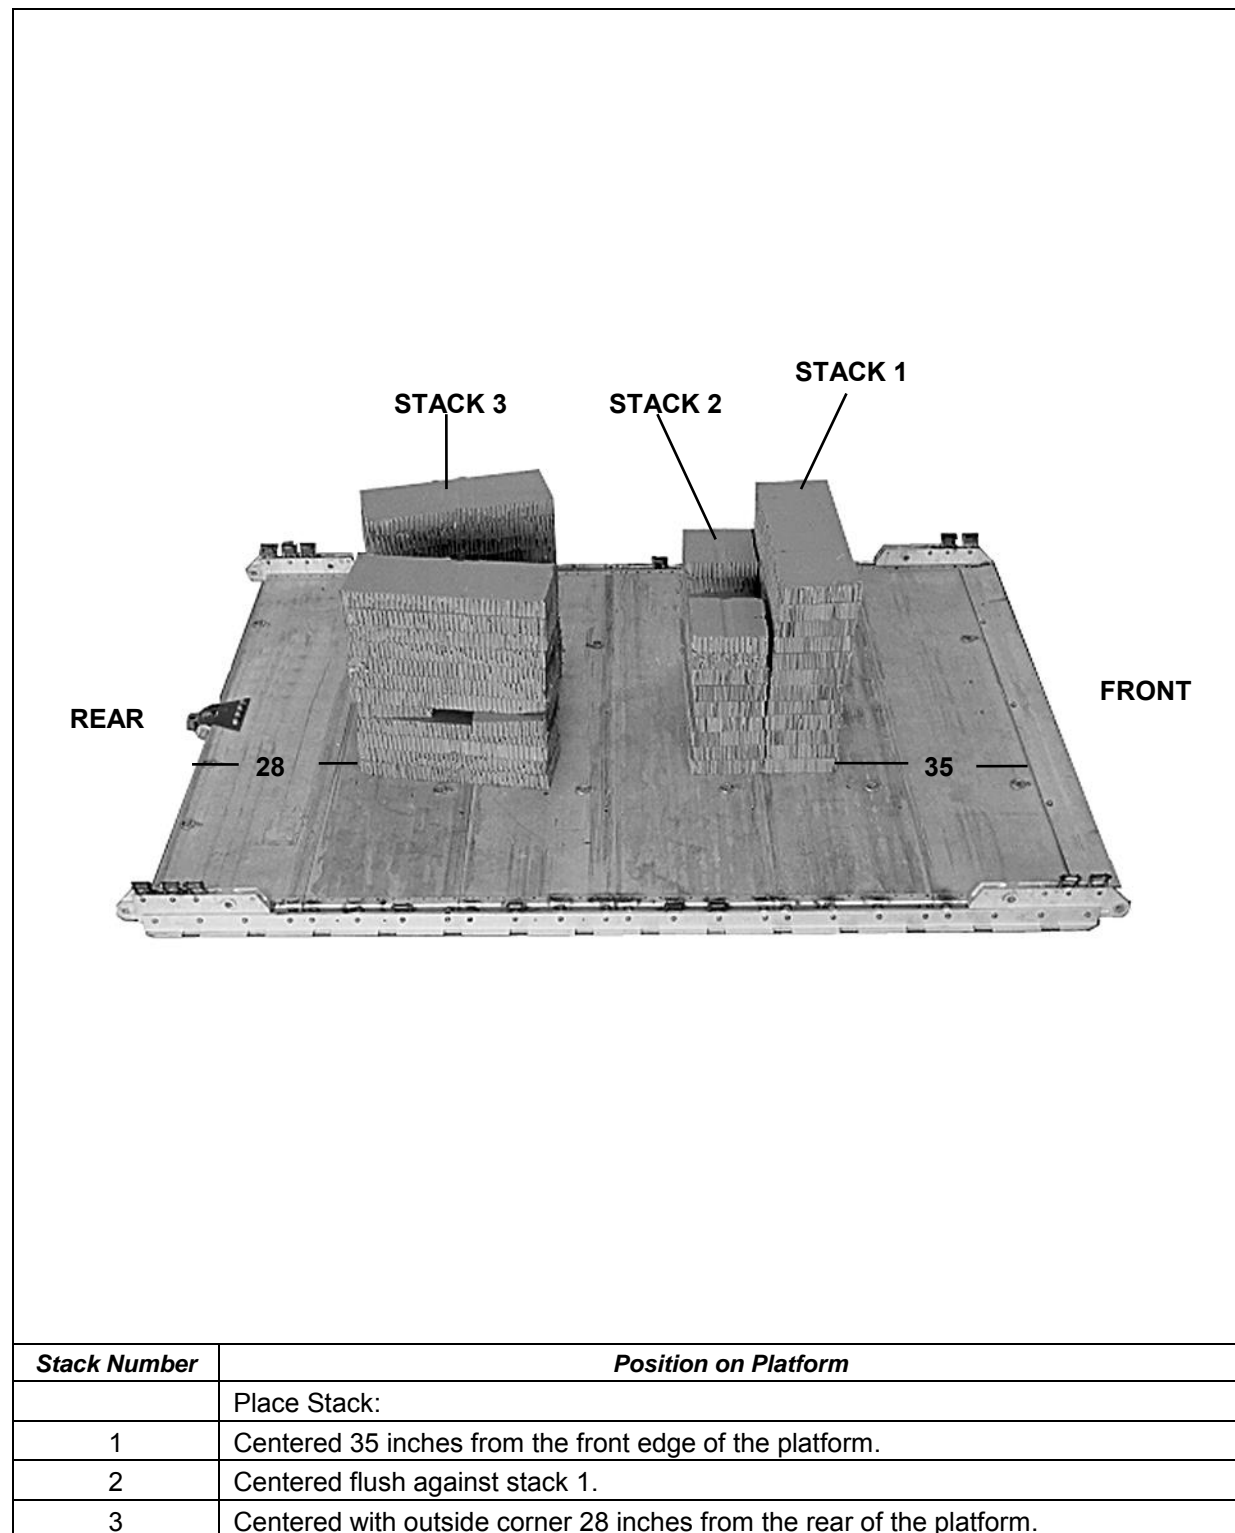 STACK 1
STACK 3 STACK 2
FRONT
REAR
28 35
Stack Number Position on Platform
Place Stack:
1 Centered 35 inches from the front edge of the platform.
2 Centered flush against stack 1.
3 Centered with outside corner 28 inches from the rear of the platform.